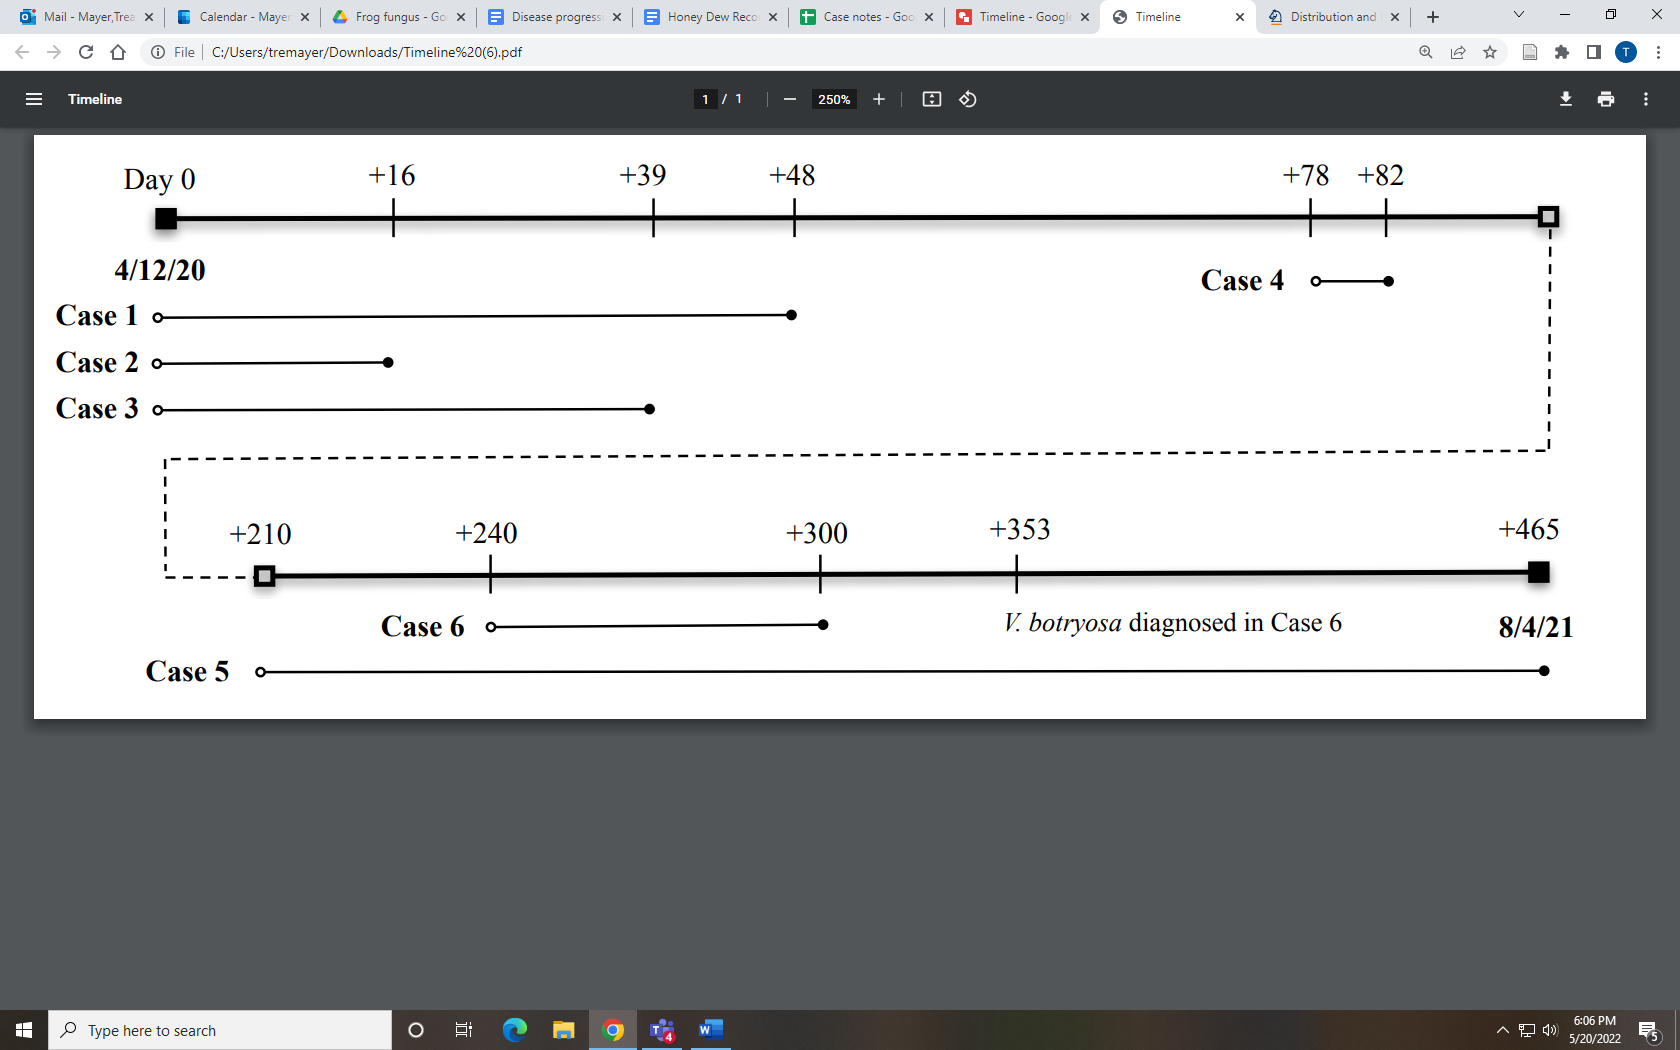 Mail - Mayer,Trea
Calendar - Mayer
Frog fungus - Go
Disease progress
Honey Dew Reco
Case notes - Goo
Timeline - Google
Timeline
Distribution and
File
C:/Users/tremayer/Downloads/Timeline%20(6).pdf
T
Timeline
1 / 1
250%
Day 0
+16
+39
+48
+78
+82
4/12/20
Case 4
Case 1
Case 2
Case 3
+210
+240
+300
+353
+465
Case 6
V. botryosa diagnosed in Case 6
8/4/21
Case 5
Type here to search
4
6:06 PM
5/20/2022
5